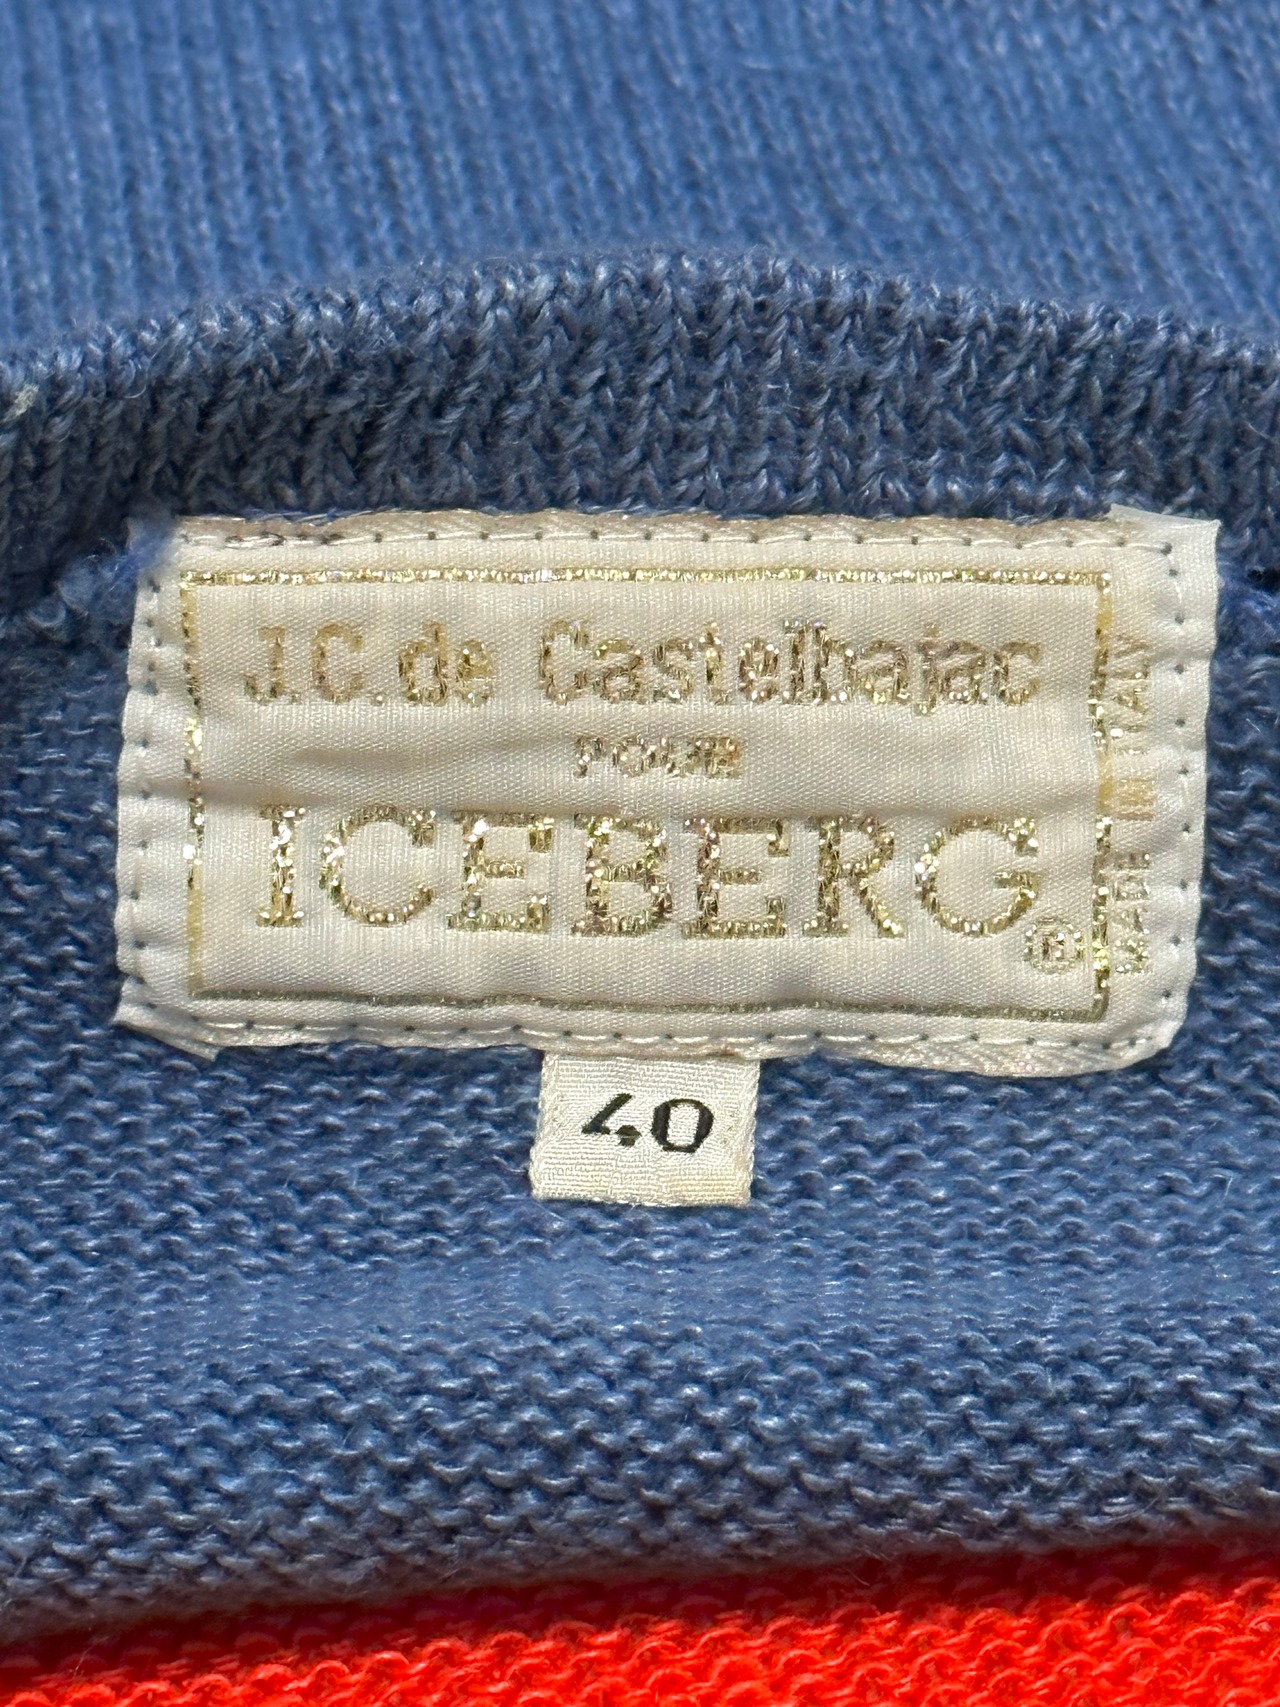 J.C. de Castelbajac
POUR
ICEBERG®
MADE IN ITALY
40